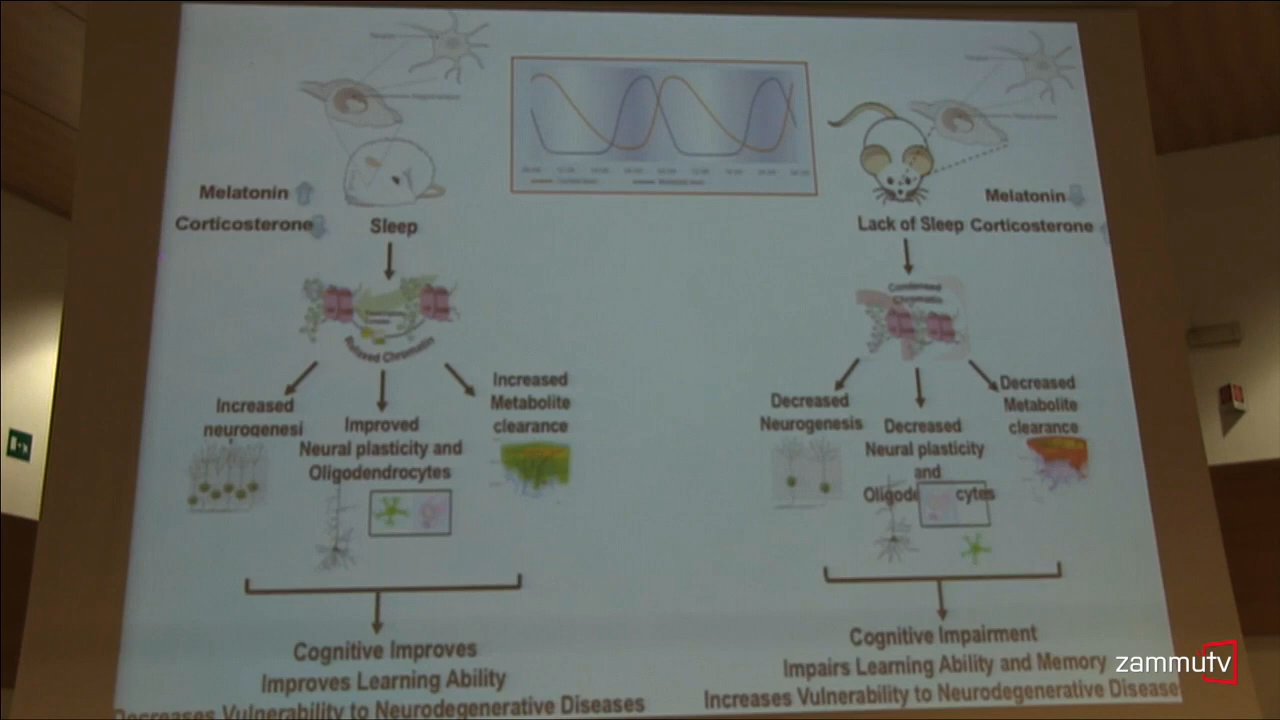 Melatonin
Corticosterone
Sleep
Relaxed Chromatin
Increased
neurogenesi
Improved
Neural plasticity and
Oligodendrocytes
Increased
Metabolite
clearance
Cognitive Improves
Improves Learning Ability
Decreases Vulnerability to Neurodegenerative Diseases
Melatonin
Lack of Sleep
Corticosterone
Condensed
Chromatin
Decreased
Neurogenesis
Decreased
Neural plasticity
and
Oligode cytes
Decreased
Metabolite
clearance
Cognitive Impairment
Impairs Learning Ability and Memory
Increases Vulnerability to Neurodegenerative Disease
zammutv